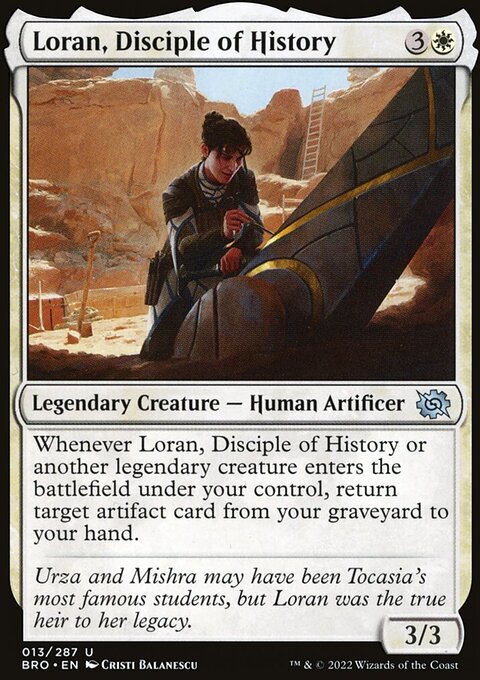 Loran, Disciple of History 3
Legendary Creature — Human Artificer
Whenever Loran, Disciple of History or
another legendary creature enters the
battlefield under your control, return
target artifact card from your graveyard to
your hand.
Urza and Mishra may have been Tocasia's
most famous students, but Loran was the true
heir to her legacy.
3/3
013/287 U
BRO • EN Cristi Balanescu
™ & © 2022 Wizards of the Coast